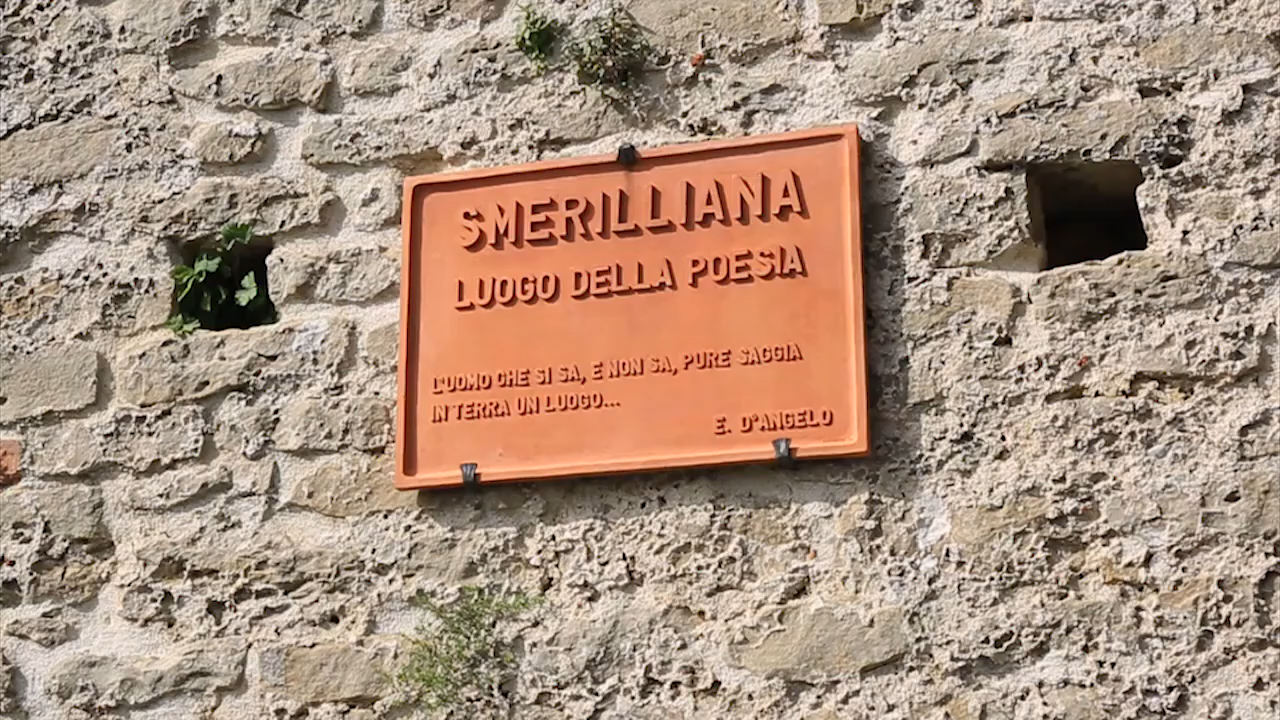 SMERILLIANA
LUOGO DELLA POESIA
L'UOMO CHE SI SA, E NON SA, PURE SAGGIA
IN TERRA UN LUOGO...
E. D'ANGELO